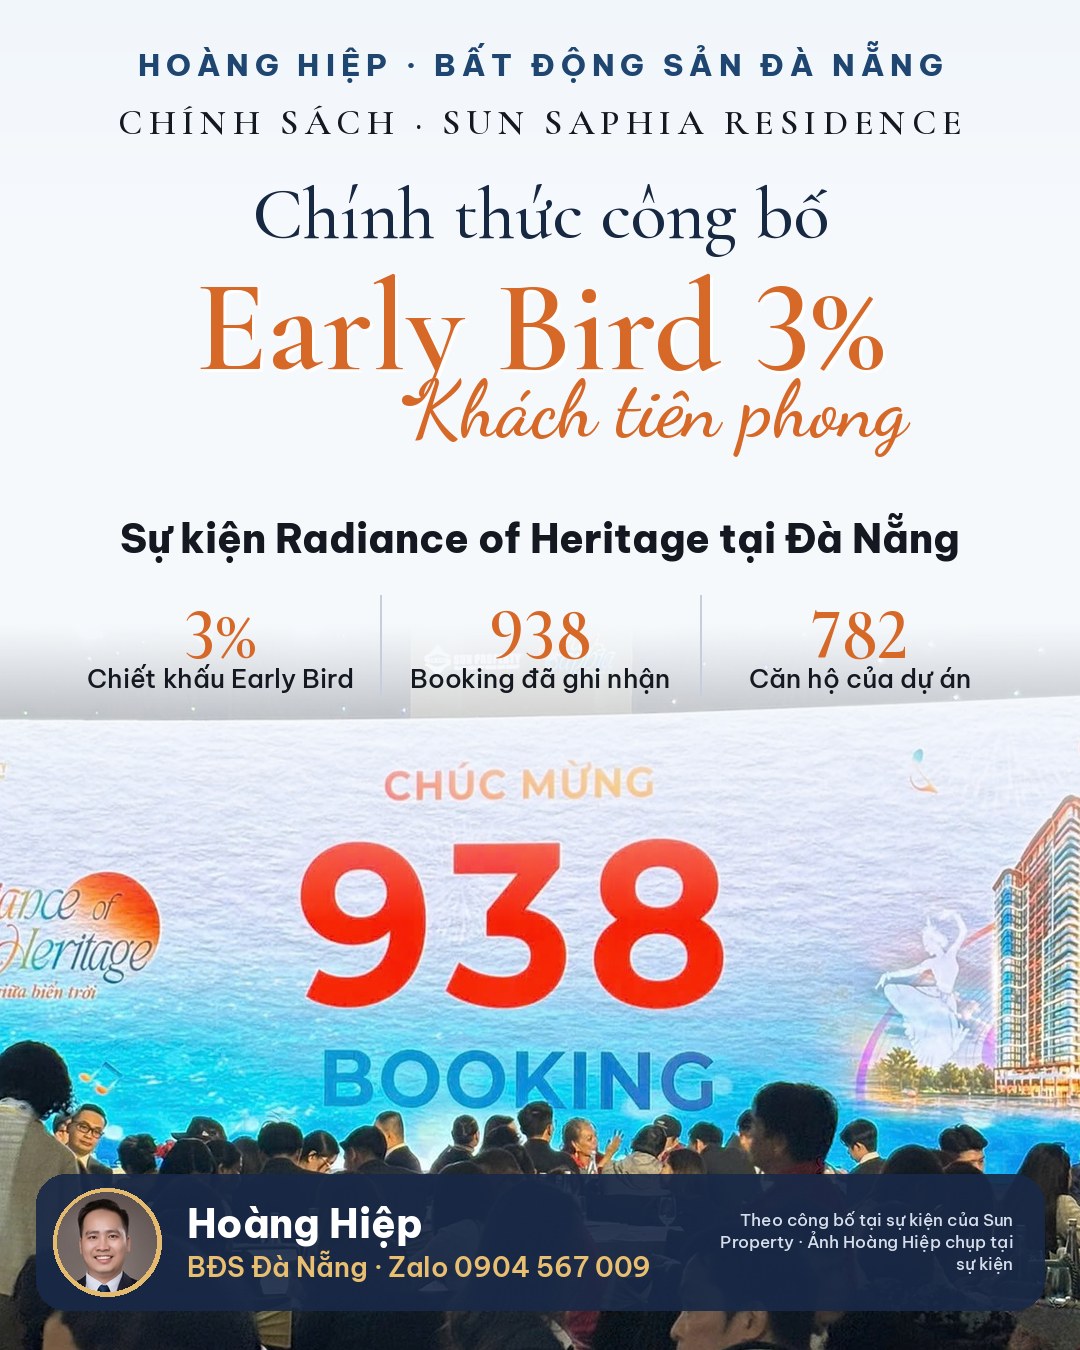 HOÀNG HIỆP · BẤT ĐỘNG SẢN ĐÀ NẴNG
CHÍNH SÁCH · SUN SAPHIA RESIDENCE
Chính thức công bố
Early Bird 3%
Khách tiên phong
Sự kiện Radiance of Heritage tại Đà Nẵng
3%
Chiết khấu Early Bird
938
Booking đã ghi nhận
782
Căn hộ của dự án
CHÚC MỪNG
938
BOOKING
ance of
Heritage
giữa biển trời
Hoàng Hiệp
BĐS Đà Nẵng · Zalo 0904 567 009
Theo công bố tại sự kiện của Sun
Property · Ảnh Hoàng Hiệp chụp tại
sự kiện